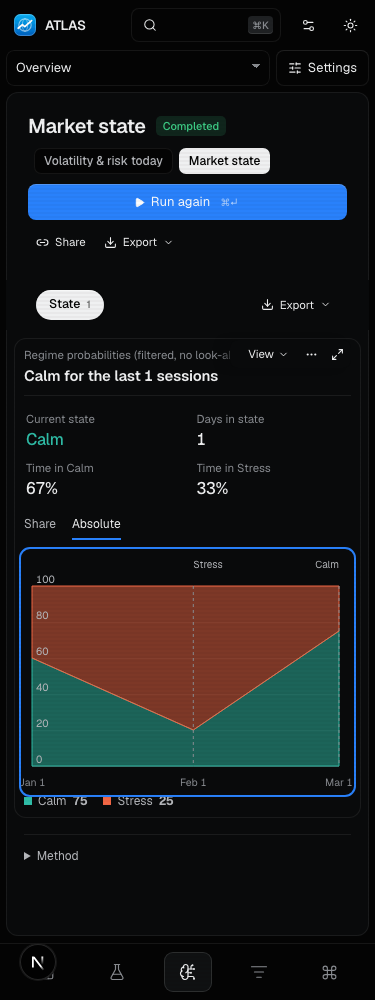 ATLAS
⌘K
Overview
Settings
Market state
Completed
Volatility & risk today
Market state
Run again ⌘↵
Share
Export
State 1
Export
Regime probabilities (filtered, no look-a
View
Calm for the last 1 sessions
Current state
Days in state
Calm
1
Time in Calm
Time in Stress
67%
33%
Share
Absolute
Stress
Calm
100
80
60
40
20
0
Jan 1
Feb 1
Mar 1
Calm 75
Stress 25
Method
N